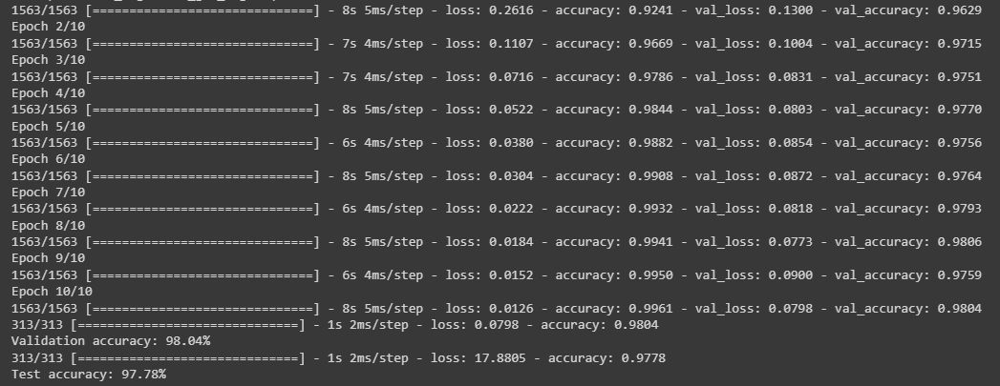 1563/1563 [==============================] - 8s 5ms/step - loss: 0.2616 - accuracy: 0.9241 - val_loss: 0.1300 - val_accuracy: 0.9629
Epoch 2/10
1563/1563 [==============================] - 7s 4ms/step - loss: 0.1107 - accuracy: 0.9669 - val_loss: 0.1004 - val_accuracy: 0.9715
Epoch 3/10
1563/1563 [==============================] - 7s 4ms/step - loss: 0.0716 - accuracy: 0.9786 - val_loss: 0.0831 - val_accuracy: 0.9751
Epoch 4/10
1563/1563 [==============================] - 8s 5ms/step - loss: 0.0522 - accuracy: 0.9844 - val_loss: 0.0803 - val_accuracy: 0.9770
Epoch 5/10
1563/1563 [==============================] - 6s 4ms/step - loss: 0.0380 - accuracy: 0.9882 - val_loss: 0.0854 - val_accuracy: 0.9756
Epoch 6/10
1563/1563 [==============================] - 8s 5ms/step - loss: 0.0304 - accuracy: 0.9908 - val_loss: 0.0872 - val_accuracy: 0.9764
Epoch 7/10
1563/1563 [==============================] - 6s 4ms/step - loss: 0.0222 - accuracy: 0.9932 - val_loss: 0.0818 - val_accuracy: 0.9793
Epoch 8/10
1563/1563 [==============================] - 8s 5ms/step - loss: 0.0184 - accuracy: 0.9941 - val_loss: 0.0773 - val_accuracy: 0.9806
Epoch 9/10
1563/1563 [==============================] - 6s 4ms/step - loss: 0.0152 - accuracy: 0.9950 - val_loss: 0.0900 - val_accuracy: 0.9759
Epoch 10/10
1563/1563 [==============================] - 8s 5ms/step - loss: 0.0126 - accuracy: 0.9961 - val_loss: 0.0798 - val_accuracy: 0.9804
313/313 [==============================] - 1s 2ms/step - loss: 0.0798 - accuracy: 0.9804
Validation accuracy: 98.04%
313/313 [==============================] - 1s 2ms/step - loss: 17.8805 - accuracy: 0.9778
Test accuracy: 97.78%